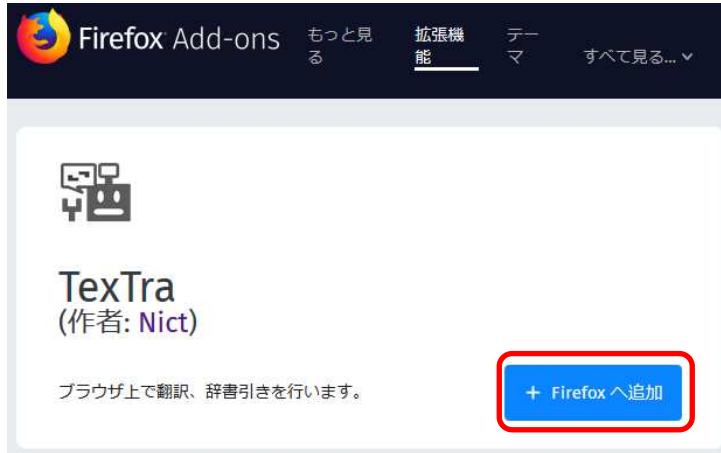 Firefox Add-ons
もっと見
る
拡張機
能
テー
マ
すべて見る...
TexTra
(作者: Nict)
ブラウザ上で翻訳、辞書引きを行います。
+ Firefox へ追加